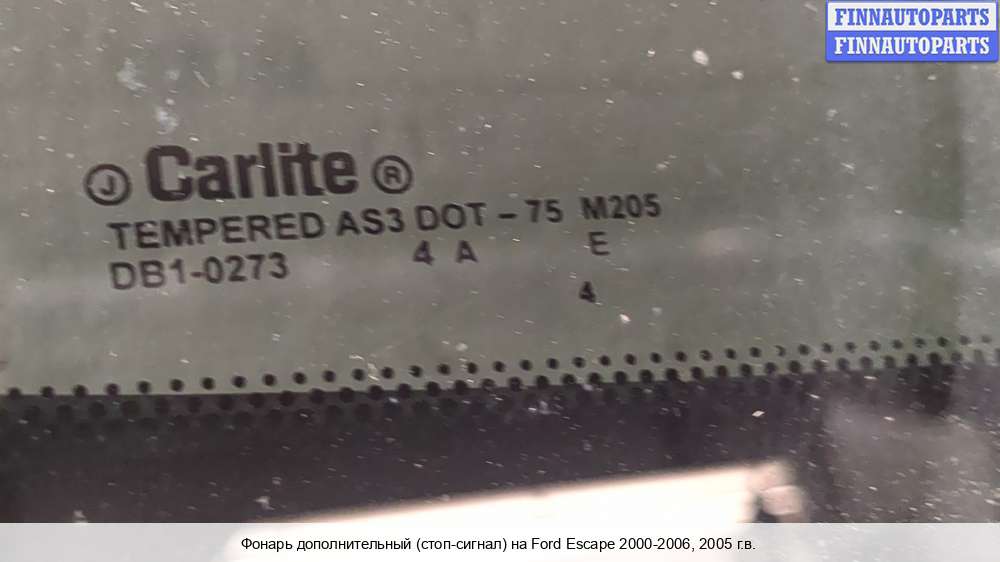 FINNAUTOPARTS
FINNAUTOPARTS
J Carlite ®
TEMPERED AS3 DOT – 75 M205
DB1-0273 4 A E
4
Фонарь дополнительный (стоп-сигнал) на Ford Escape 2000-2006, 2005 г.в.